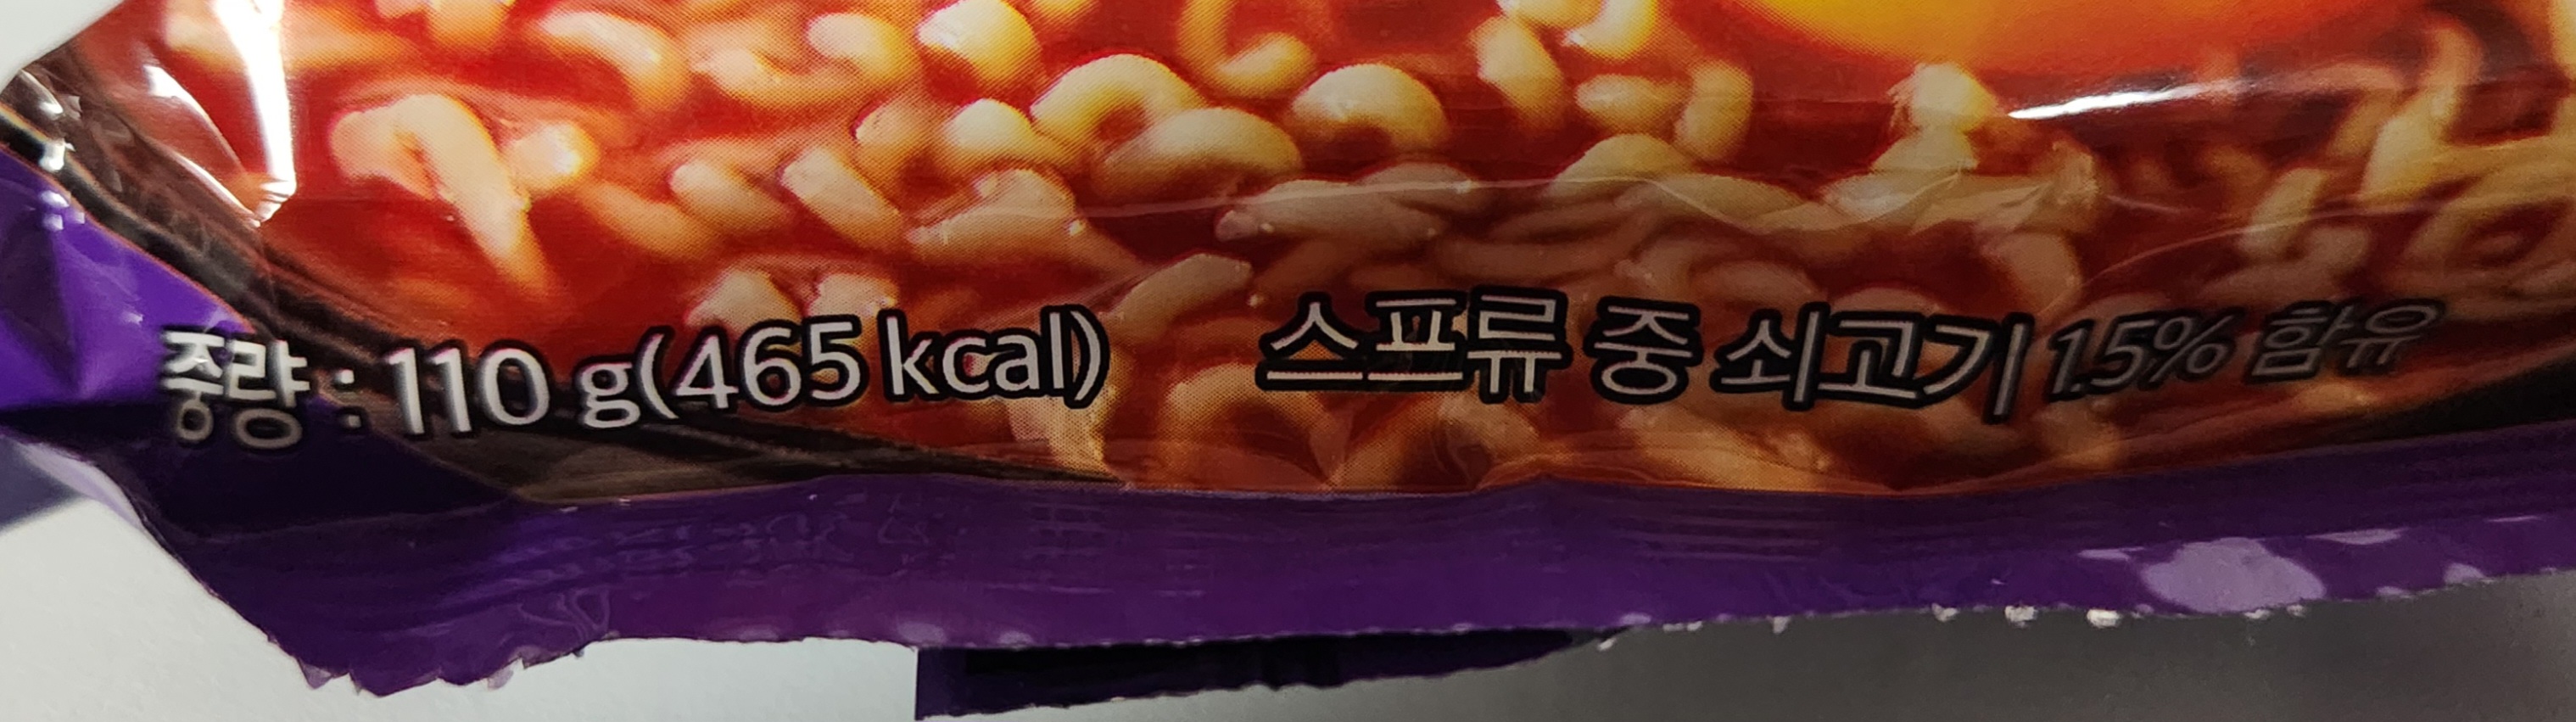 중량 : 110 g(465 kcal) 스프류 중 쇠고기 1.5% 함유